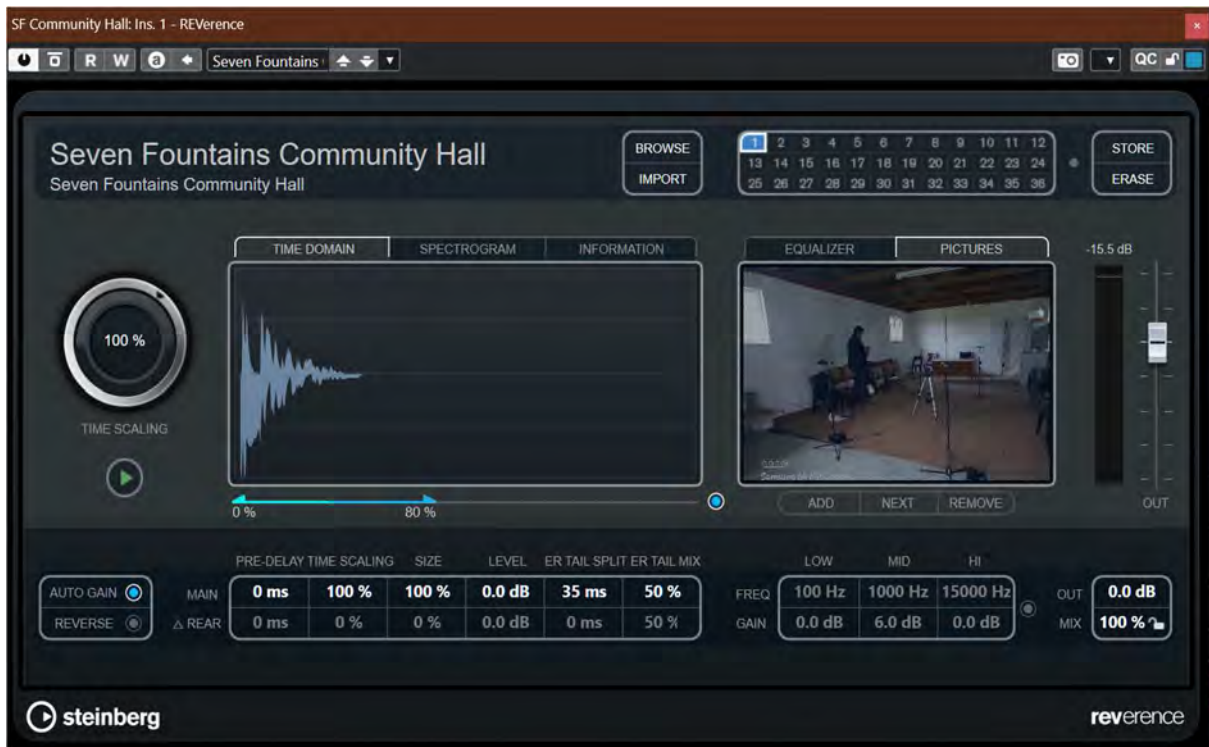 SF Community Hall: Ins. 1 - REVerence
R W a Seven Fountains QC
Seven Fountains Community Hall
Seven Fountains Community Hall
BROWSE
IMPORT
1 2 3 4 5 6 7 8 9 10 11 12
13 14 15 16 17 18 19 20 21 22 23 24
25 26 27 28 29 30 31 32 33 34 35 36
STORE
ERASE
TIME DOMAIN SPECTROGRAM INFORMATION
EQUALIZER PICTURES
-15.5 dB
100 %
TIME SCALING
0 % 80 %
ADD NEXT REMOVE
OUT
PRE-DELAY TIME SCALING SIZE LEVEL ER TAIL SPLIT ER TAIL MIX
LOW MID HI
AUTO GAIN
REVERSE
MAIN 0 ms 100 % 100 % 0.0 dB 35 ms 50 %
△ REAR 0 ms 0 % 0 % 0.0 dB 0 ms 50 %
FREQ 100 Hz 1000 Hz 15000 Hz
GAIN 0.0 dB 6.0 dB 0.0 dB
OUT 0.0 dB
MIX 100 %
steinberg
reverence